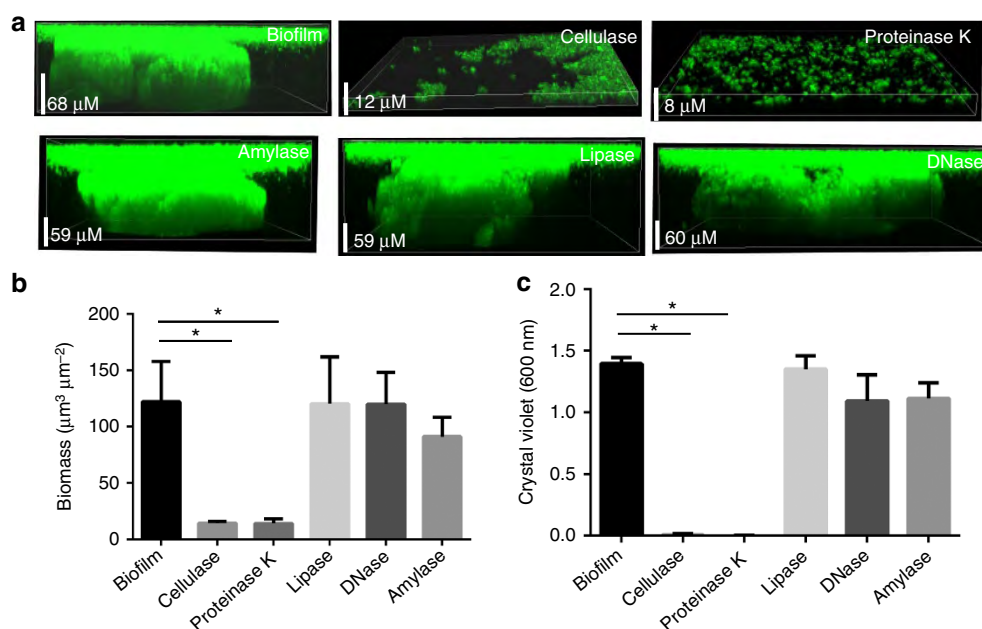 a
Biofilm
68 μM
Cellulase
12 μM
Proteinase K
8 μM
Amylase
59 μM
Lipase
59 μM
DNase
60 μM
b
Biomass (μm³ μm⁻²)
200
150
100
50
0
*
*
Biofilm
Cellulase
Proteinase K
Lipase
DNase
Amylase
c
Crystal violet (600 nm)
2.0
1.5
1.0
0.5
0.0
*
*
Biofilm
Cellulase
Proteinase K
Lipase
DNase
Amylase